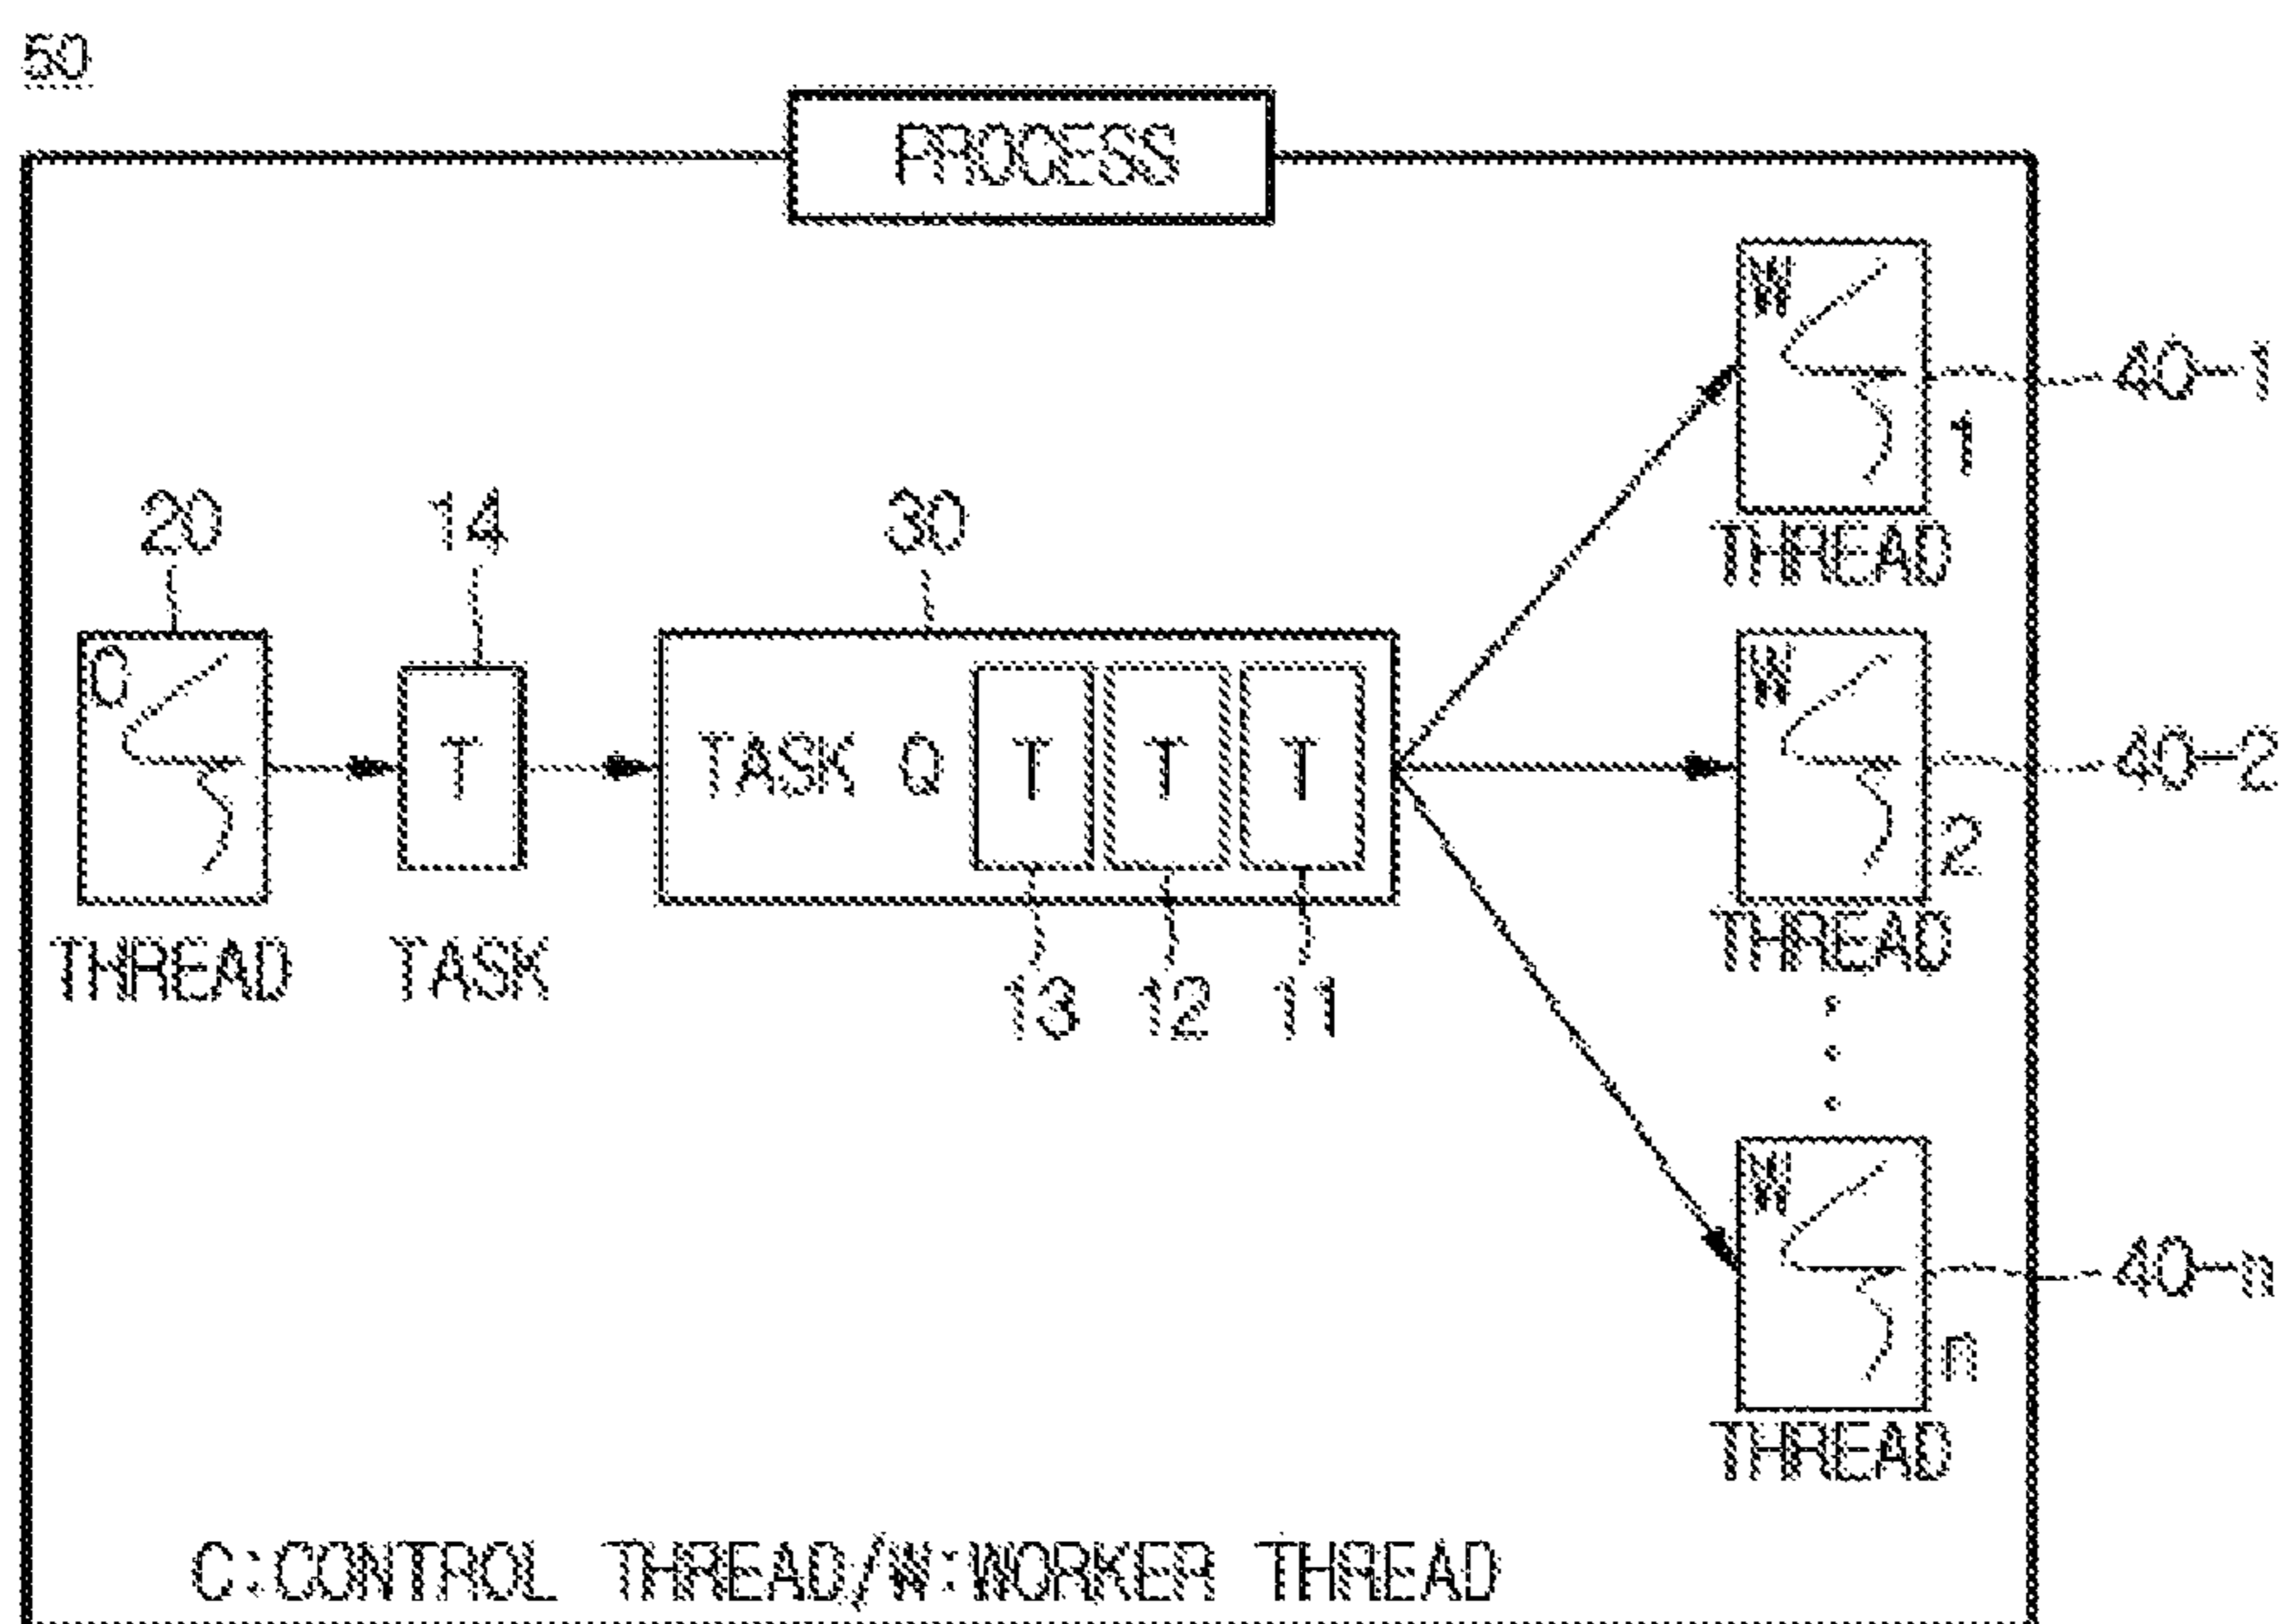 50
PROCESS
W
40-1
1
THREAD
20
14
30
C
T
TASK Q T T T
W
40-2
2
THREAD
THREAD
TASK
13
12
11
W
40-n
n
THREAD
C:CONTROL THREAD/W:WORKER THREAD